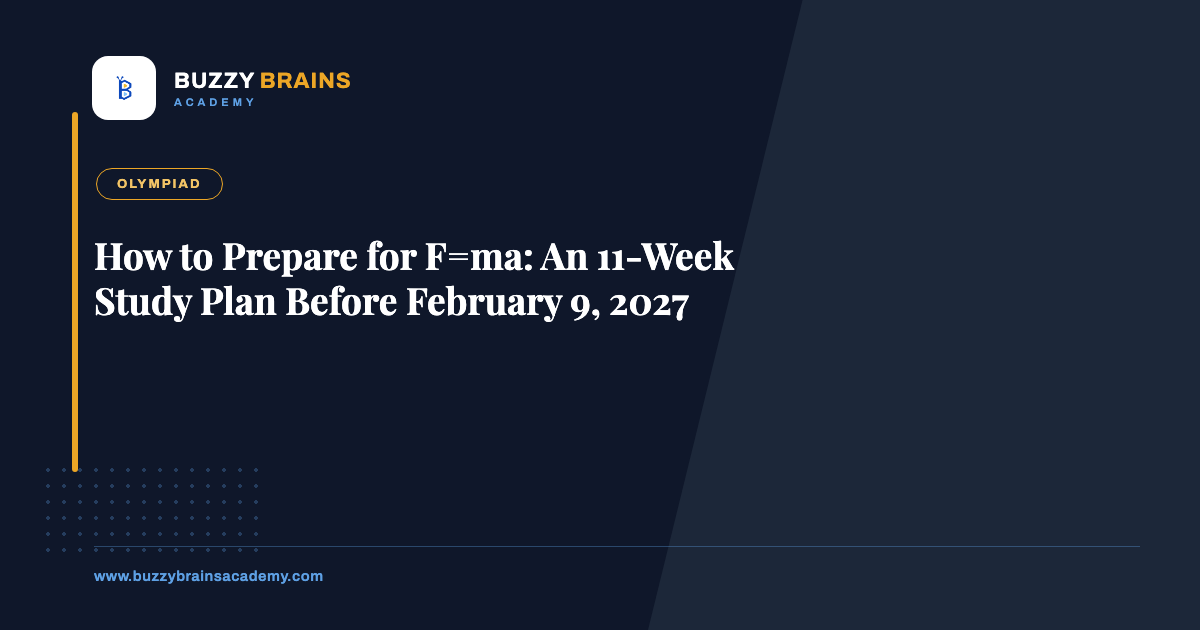 BUZZY BRAINS
ACADEMY
OLYMPIAD
How to Prepare for F=ma: An 11-Week
Study Plan Before February 9, 2027
www.buzzybrainsacademy.com